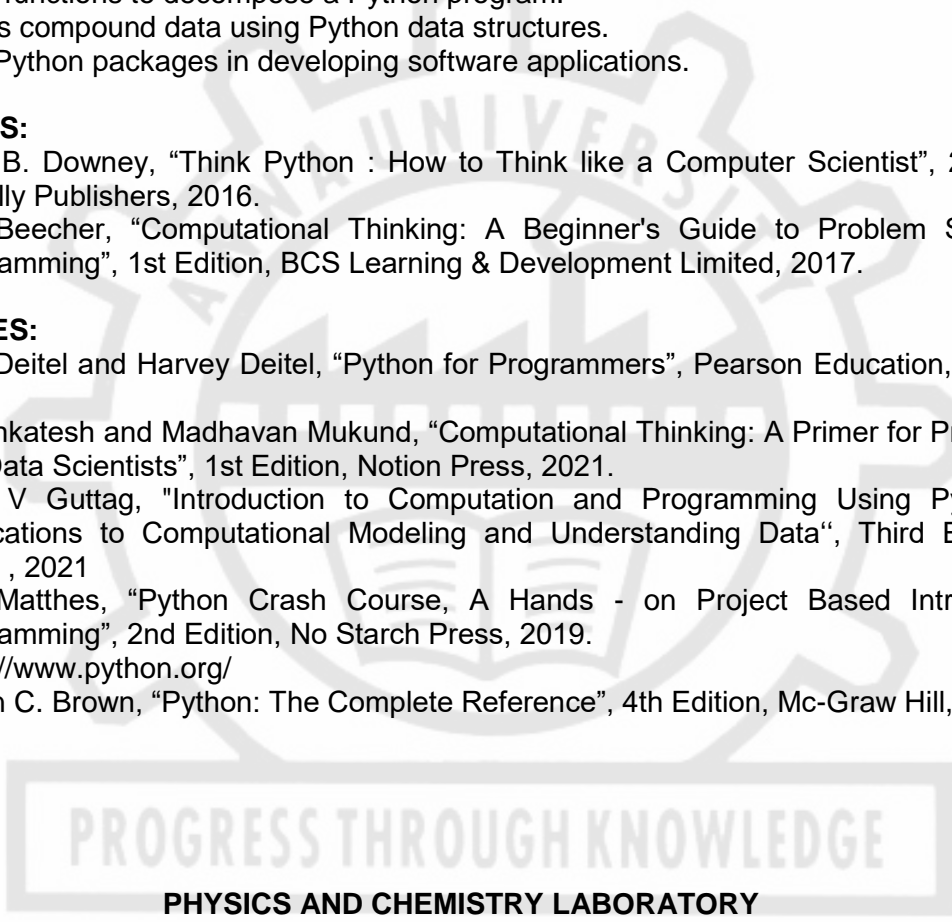 functions to decompose a Python program.
s compound data using Python data structures.
Python packages in developing software applications.
S:
B. Downey, “Think Python : How to Think like a Computer Scientist”, 2
lly Publishers, 2016.
Beecher, “Computational Thinking: A Beginner's Guide to Problem S
amming”, 1st Edition, BCS Learning & Development Limited, 2017.
ES:
Deitel and Harvey Deitel, “Python for Programmers”, Pearson Education,
nkatesh and Madhavan Mukund, “Computational Thinking: A Primer for Pr
Data Scientists”, 1st Edition, Notion Press, 2021.
V Guttag, "Introduction to Computation and Programming Using Py
cations to Computational Modeling and Understanding Data‘‘, Third E
, 2021
Matthes, “Python Crash Course, A Hands - on Project Based Intr
amming”, 2nd Edition, No Starch Press, 2019.
//www.python.org/
n C. Brown, “Python: The Complete Reference”, 4th Edition, Mc-Graw Hill,
ANNA UNIVERSITY
PROGRESS THROUGH KNOWLEDGE
PHYSICS AND CHEMISTRY LABORATORY